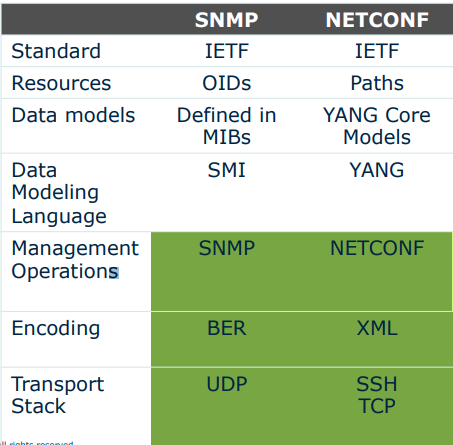 SNMP NETCONF
Standard IETF IETF
Resources OIDs Paths
Data models Defined in YANG Core
MIBs Models
Data SMI YANG
Modeling
Language
Management SNMP NETCONF
Operations
Encoding BER XML
Transport UDP SSH
Stack TCP
rights reserved